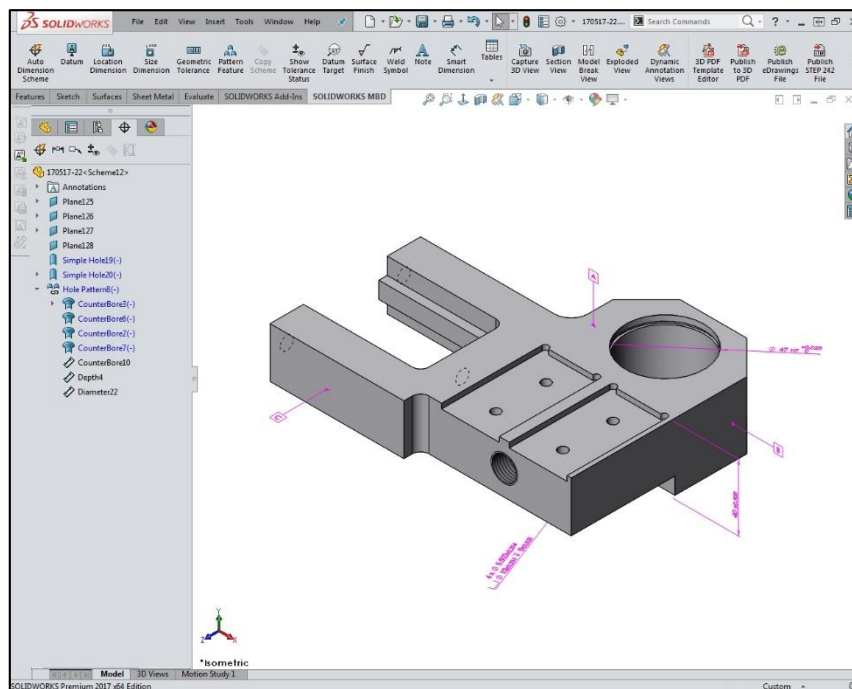 SOLIDWORKS File Edit View Insert Tools Window Help 170517-22.... Search Commands
Auto Dimension Scheme
Datum
Location Dimension
Size Dimension
Geometric Tolerance
Pattern Feature
Copy Scheme
Show Tolerance Status
Datum Target
Surface Finish
Weld Symbol
Note
Smart Dimension
Tables
Capture 3D View
Section View
Model Break View
Exploded View
Dynamic Annotation Views
3D PDF Template Editor
Publish to 3D PDF
Publish eDrawings File
Publish STEP 242 File
Features Sketch Surfaces Sheet Metal Evaluate SOLIDWORKS Add-Ins SOLIDWORKS MBD
170517-22<Scheme12>
Annotations
Plane125
Plane126
Plane127
Plane128
Simple Hole19(-)
Simple Hole20(-)
Hole Pattern8(-)
CounterBore3(-)
CounterBore6(-)
CounterBore2(-)
CounterBore7(-)
CounterBore10
Depth4
Diameter22
A
C
B
Y
Z
X
*Isometric
Model 3D Views Motion Study 1
SOLIDWORKS Premium 2017 x64 Edition Custom